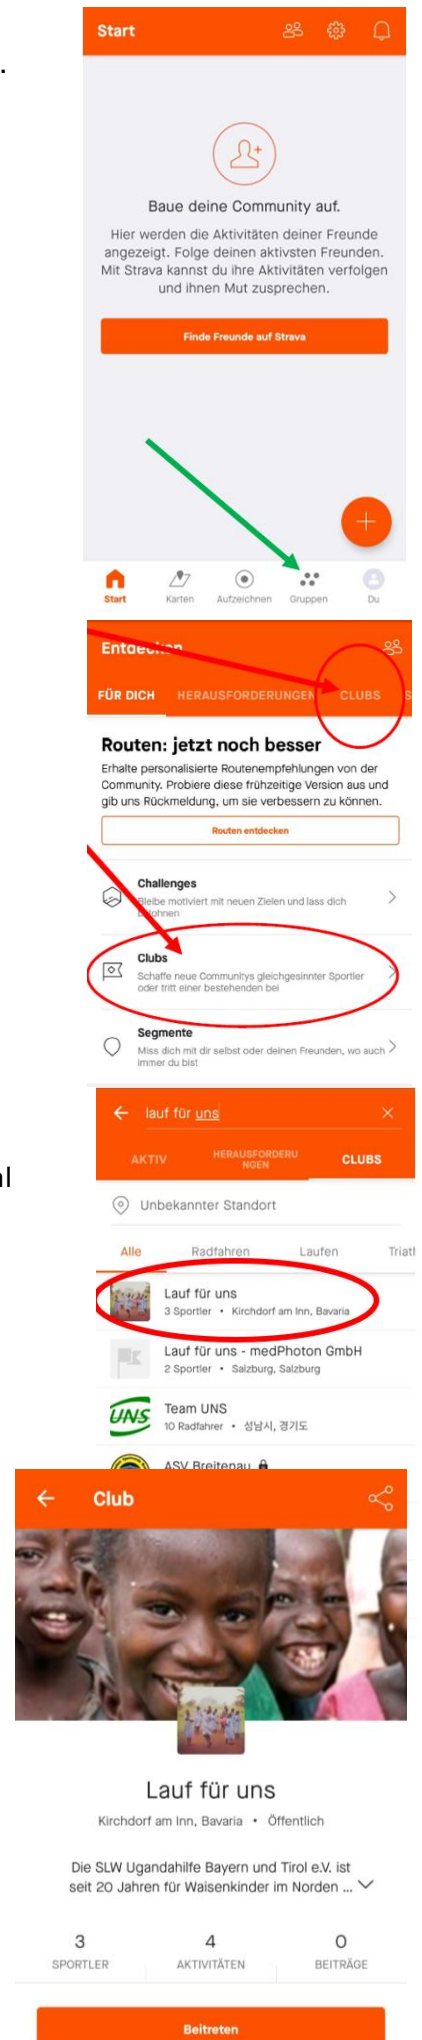 .
Start
Baue deine Community auf.
Hier werden die Aktivitäten deiner Freunde
angezeigt. Folge deinen aktivsten Freunden.
Mit Strava kannst du ihre Aktivitäten verfolgen
und ihnen Mut zusprechen.
Finde Freunde auf Strava
Start Karten Aufzeichnen Gruppen Du
Entdecken
FÜR DICH HERAUSFORDERUNGEN CLUBS S
Routen: jetzt noch besser
Erhalte personalisierte Routenempfehlungen von der
Community. Probiere diese frühzeitige Version aus und
gib uns Rückmeldung, um sie verbessern zu können.
Routen entdecken
Challenges
Bleibe motiviert mit neuen Zielen und lass dich
belohnen
Clubs
Schaffe neue Communitys gleichgesinnter Sportler
oder tritt einer bestehenden bei
Segmente
Miss dich mit dir selbst oder deinen Freunden, wo auch
immer du bist
lauf für uns
al
AKTIV HERAUSFORDERU
NGEN CLUBS
Unbekannter Standort
Alle Radfahren Laufen Triath
Lauf für uns
3 Sportler • Kirchdorf am Inn, Bavaria
Lauf für uns - medPhoton GmbH
2 Sportler • Salzburg, Salzburg
UNS
Team UNS
10 Radfahrer • 성남시, 경기도
ASV Breitenau
Club
Lauf für uns
Kirchdorf am Inn, Bavaria • Öffentlich
Die SLW Ugandahilfe Bayern und Tirol e.V. ist
seit 20 Jahren für Waisenkinder im Norden ...
3 4 0
SPORTLER AKTIVITÄTEN BEITRÄGE
Beitreten